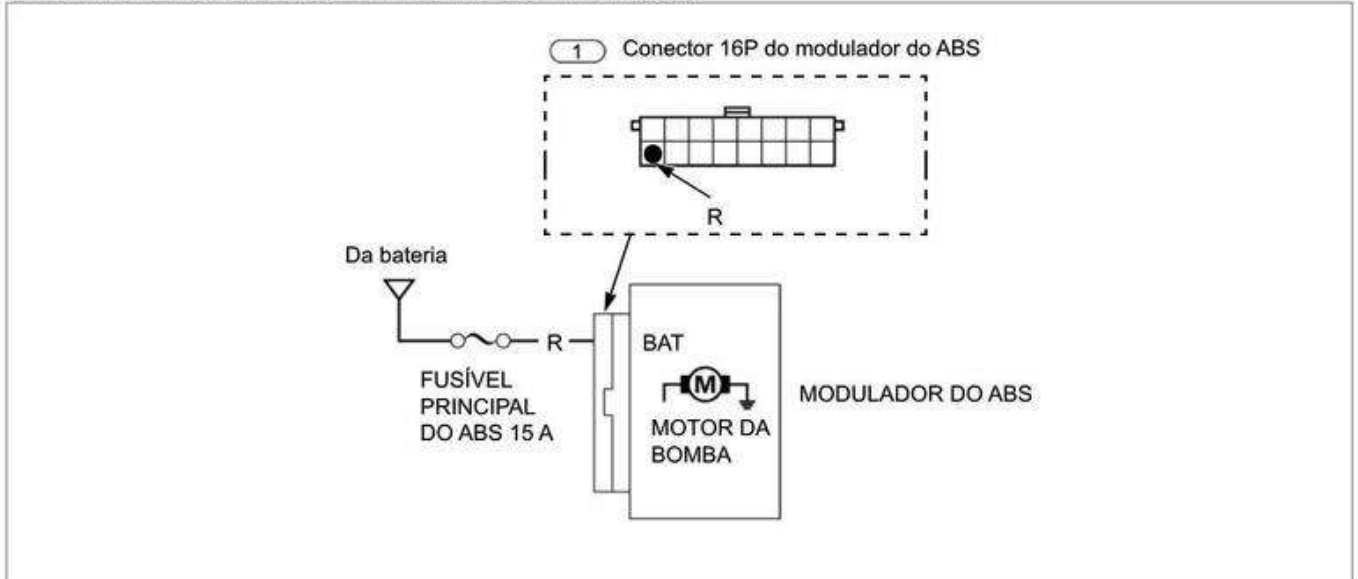 1 Conector 16P do modulador do ABS
R
Da bateria
R
BAT
FUSÍVEL
PRINCIPAL
DO ABS 15 A
M
MOTOR DA
BOMBA
MODULADOR DO ABS